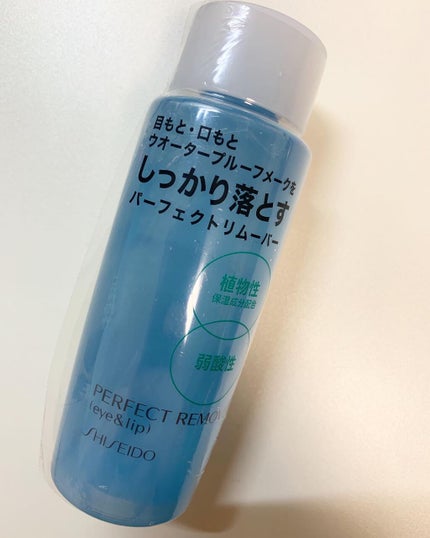 目もと・口もと
ウオータープルーフメークを
しっかり落とす
パーフェクトリムーバー
植物性
保湿成分配合
弱酸性
PERFECT REMO
(eye&lip)
SHISEIDO